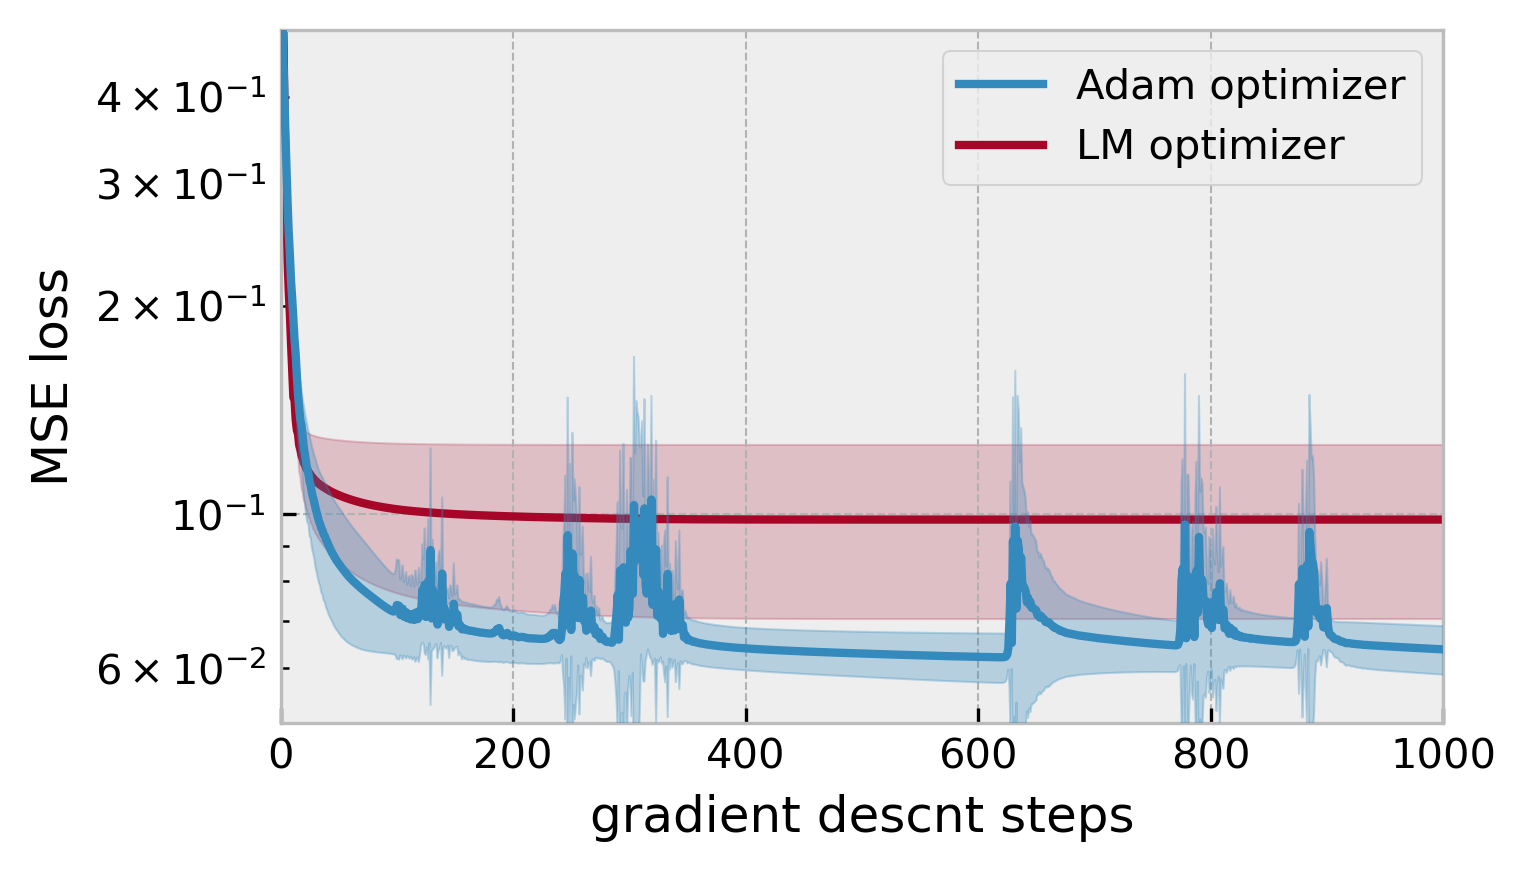 MSE loss
4 × 10⁻¹
3 × 10⁻¹
2 × 10⁻¹
10⁻¹
6 × 10⁻²
Adam optimizer
LM optimizer
0 200 400 600 800 1000
gradient descnt steps